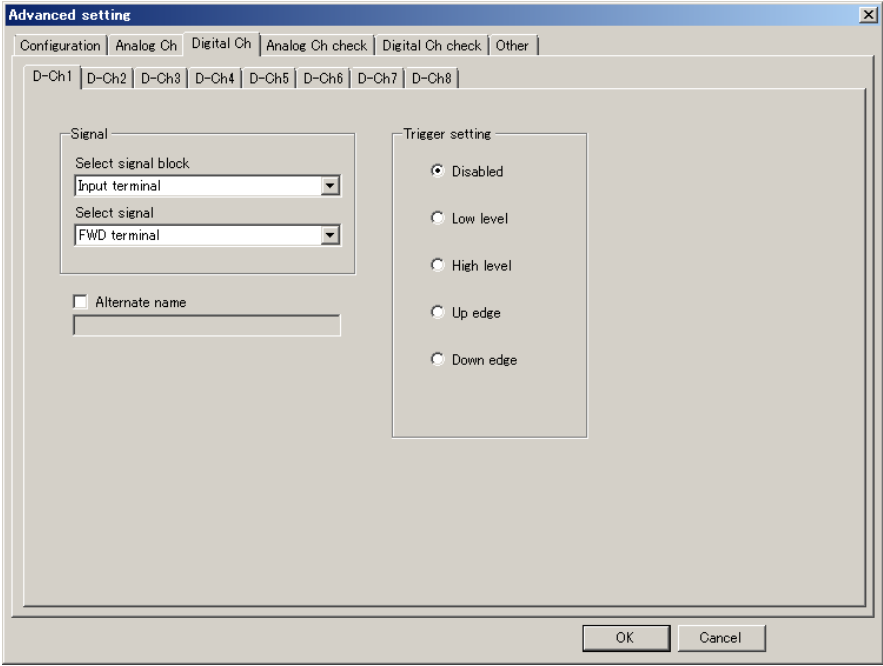 Advanced setting
Configuration Analog Ch Digital Ch Analog Ch check Digital Ch check Other
D-Ch1 D-Ch2 D-Ch3 D-Ch4 D-Ch5 D-Ch6 D-Ch7 D-Ch8
Signal
Select signal block
Input terminal
Select signal
FWD terminal
Alternate name
Trigger setting
Disabled
Low level
High level
Up edge
Down edge
OK Cancel